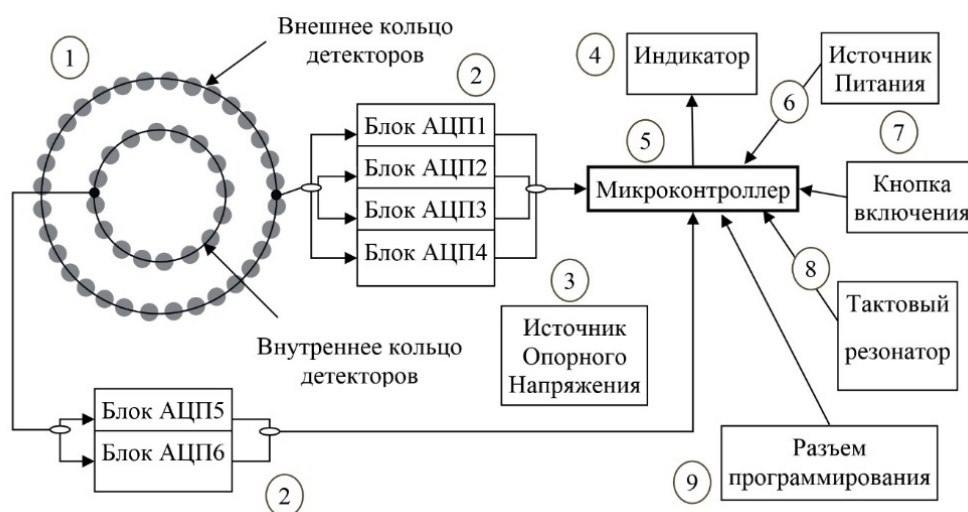 1
Внешнее кольцо
детекторов
2
Блок АЦП1
Блок АЦП2
Блок АЦП3
Блок АЦП4
4
Индикатор
Источник
Питания
6
5
7
Микроконтроллер
Кнопка
включения
3
Источник
Опорного
Напряжения
8
Тактовый
резонатор
Внутреннее кольцо
детекторов
Блок АЦП5
Блок АЦП6
2
9
Разъем
программирования